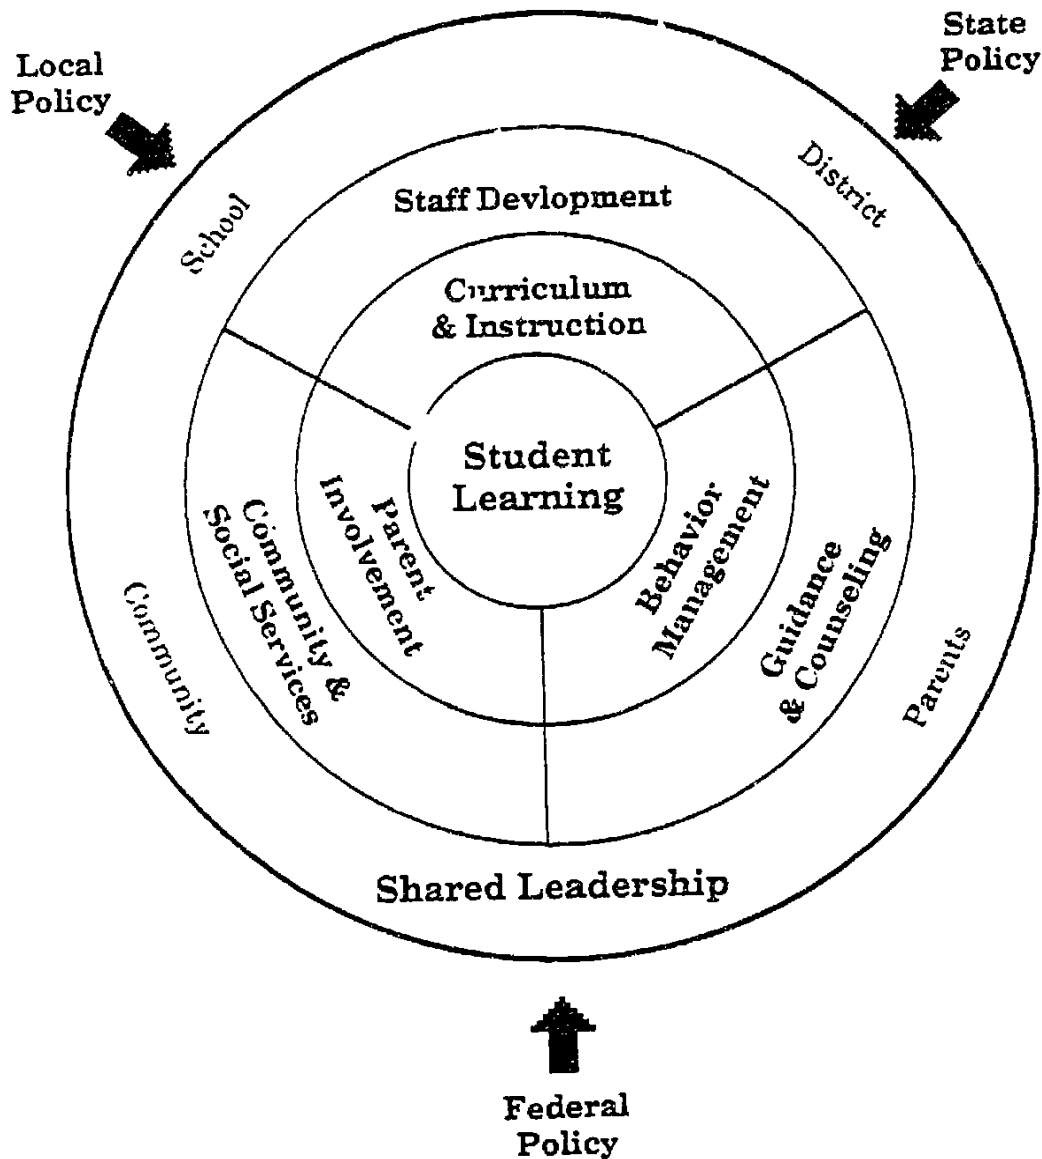 State
Policy
Local
Policy
School
District
Staff Devlopment
Curriculum
& Instruction
Student
Learning
Parent
Involvement
Community &
Social Services
Behavior
Management
Guidance
& Counseling
Community
Parents
Shared Leadership
Federal
Policy